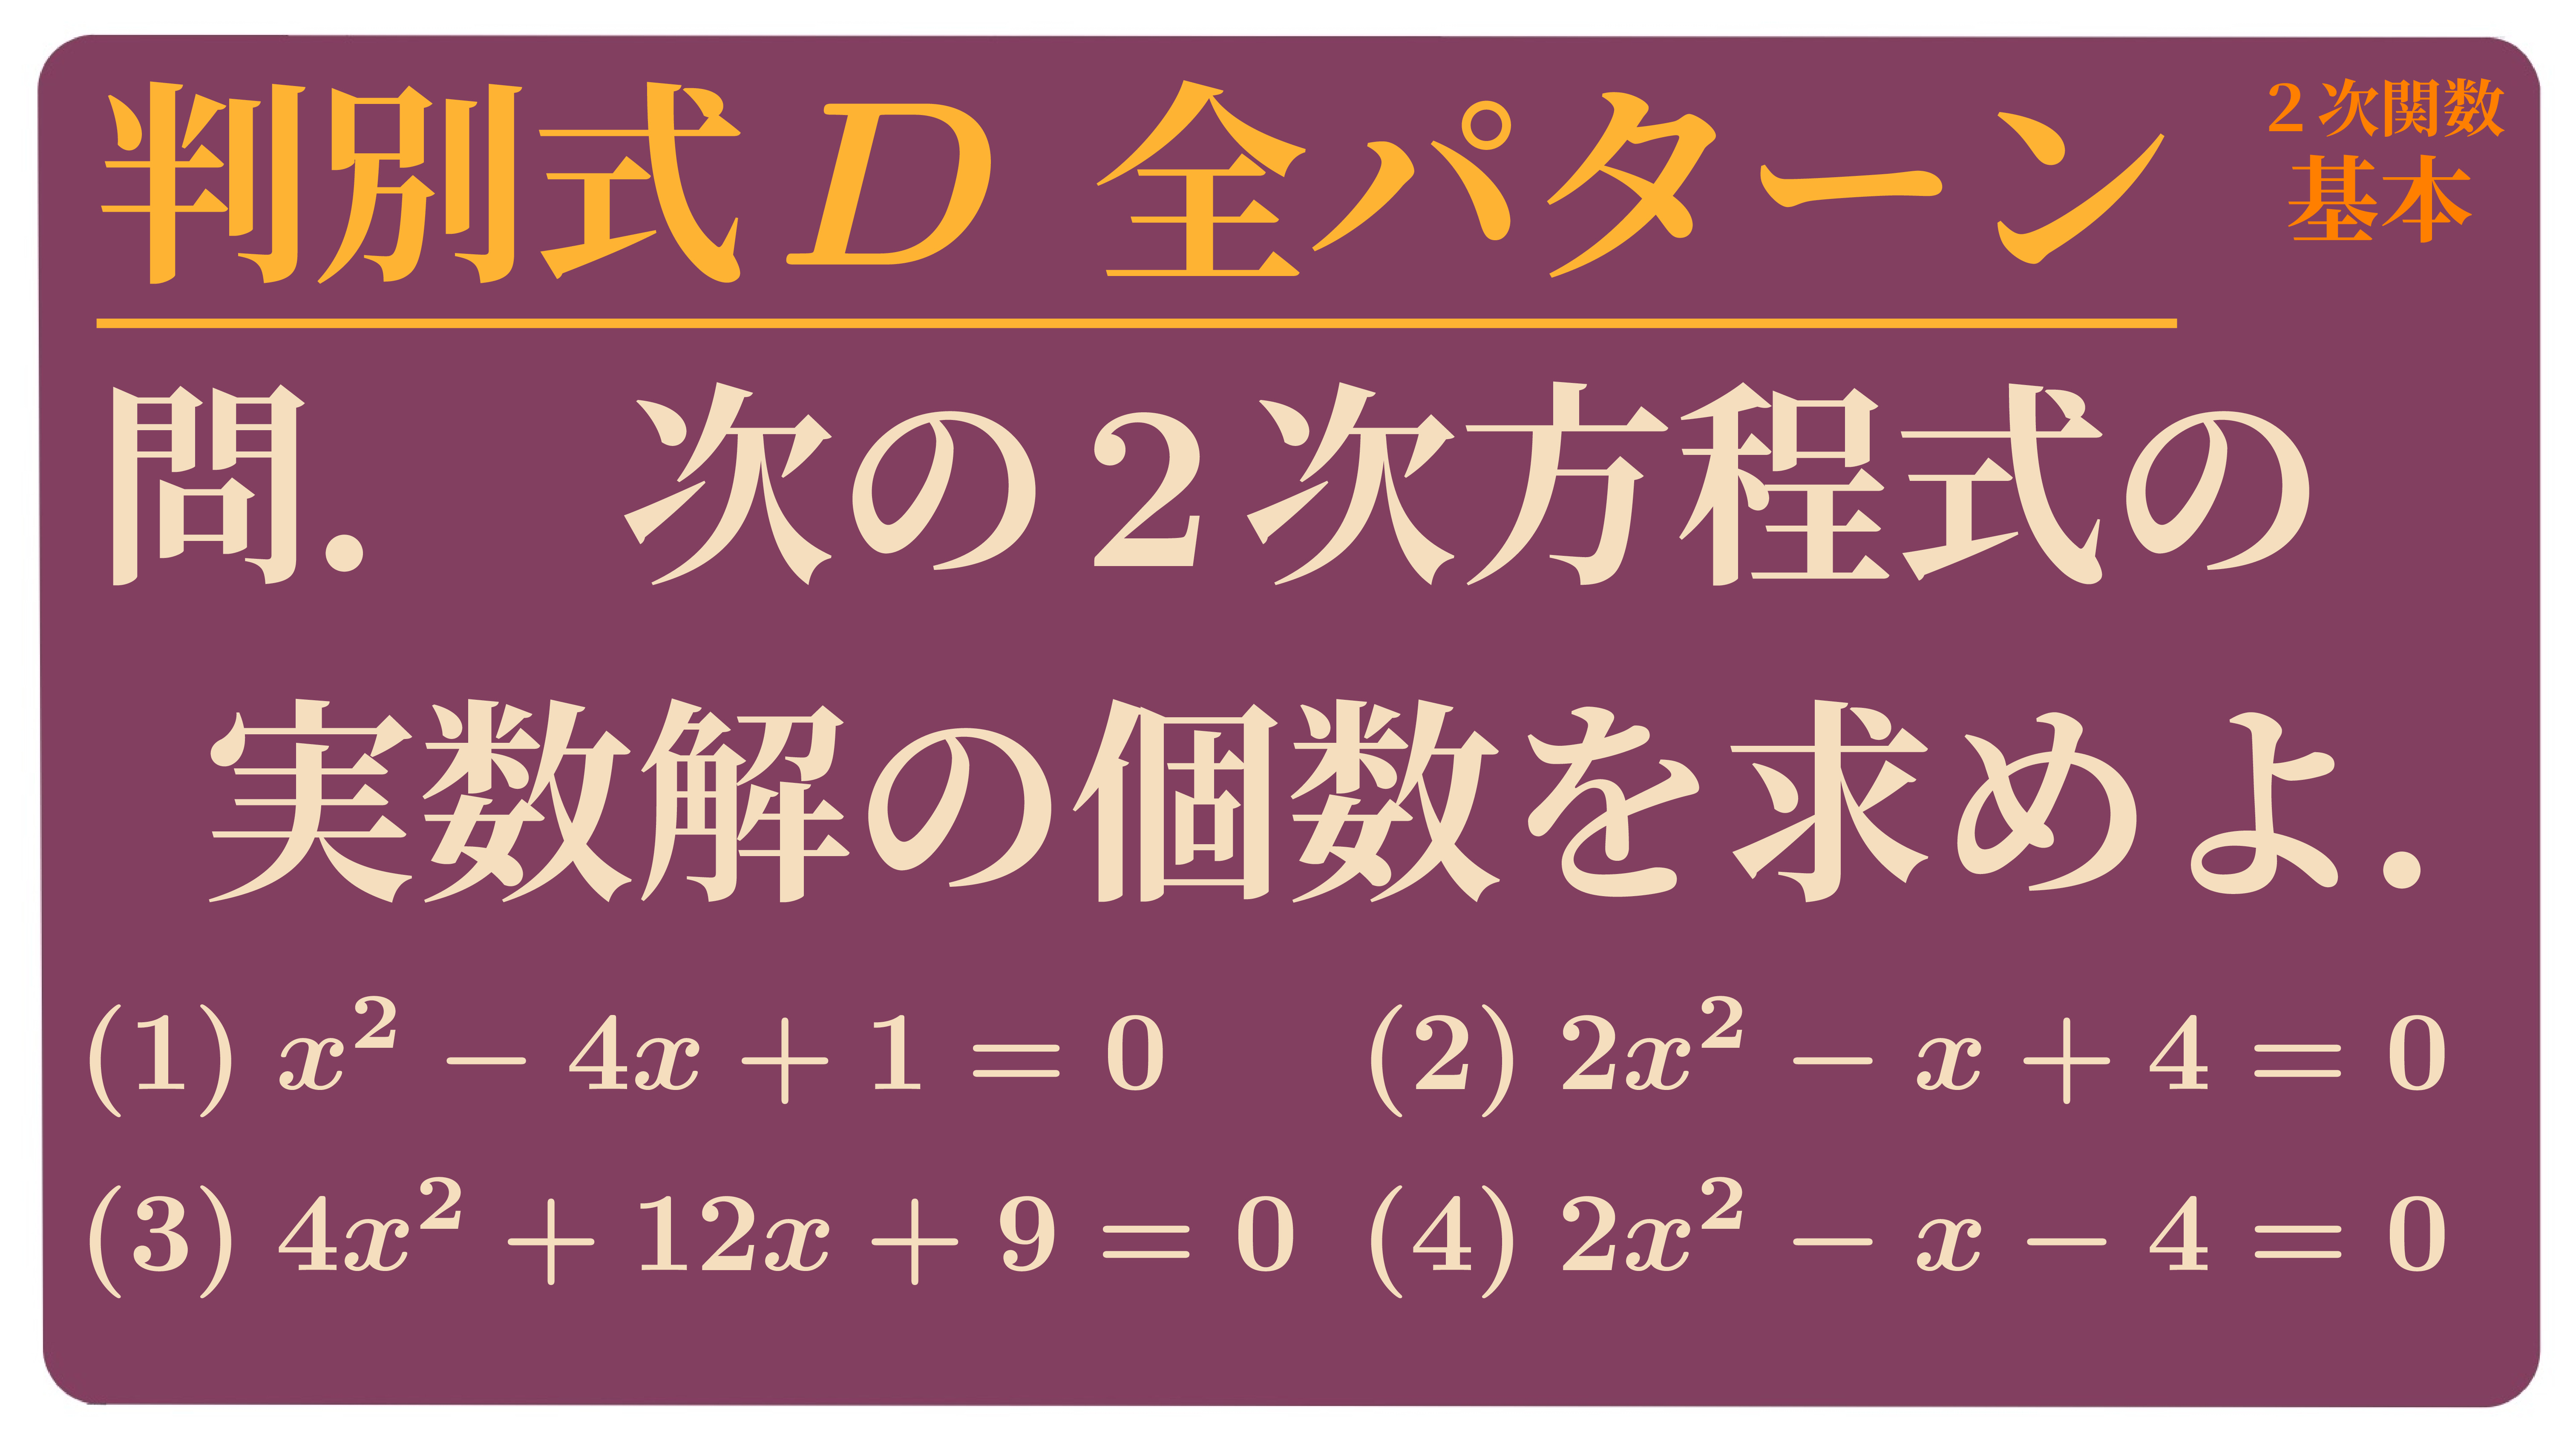 判別式D 全パターン
2次関数
基本
問. 次の2次方程式の
実数解の個数を求めよ.
(1) x² − 4x + 1 = 0 (2) 2x² − x + 4 = 0
(3) 4x² + 12x + 9 = 0 (4) 2x² − x − 4 = 0